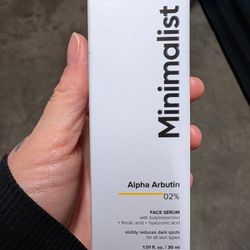 Minimalist
Alpha Arbutin
02%
FACE SERUM
with butylresorcinol
+ ferulic acid + hyaluronic acid
visibly reduces dark spots
for all skin types
1.01 fl. oz. / 30 ml